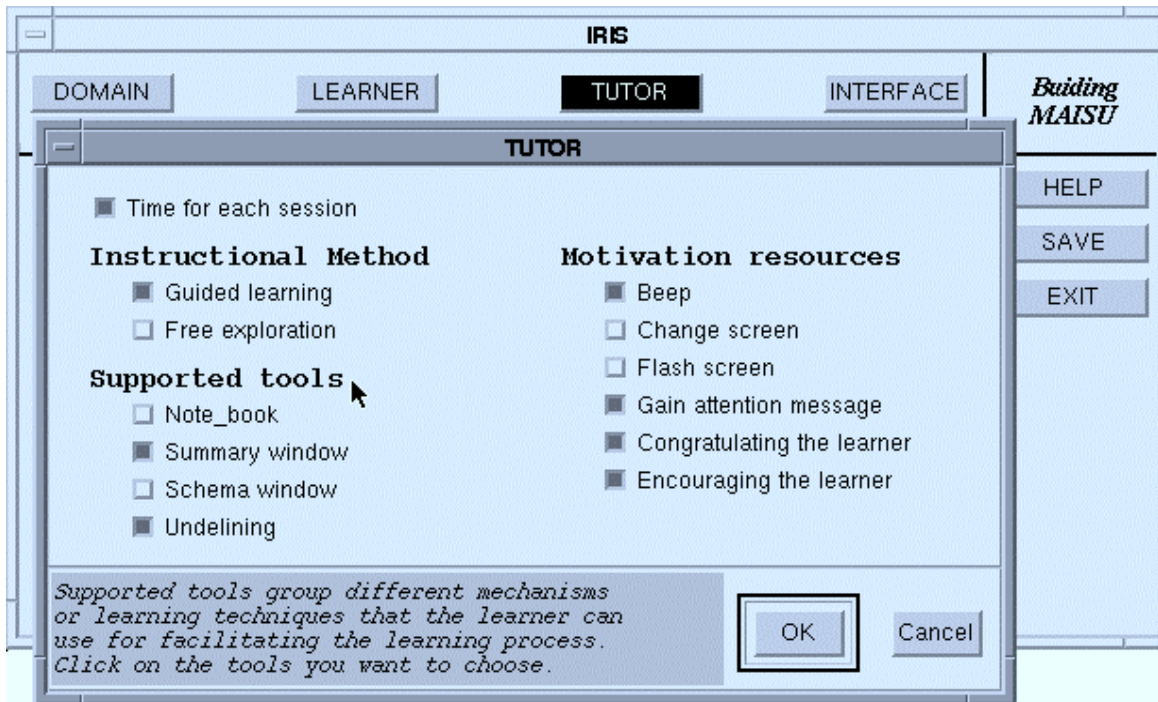 IRIS
DOMAIN
LEARNER
TUTOR
INTERFACE
Buiding
MAISU
TUTOR
HELP
SAVE
EXIT
Time for each session
Instructional Method
Guided learning
Free exploration
Supported tools
Note_book
Summary window
Schema window
Undelining
Motivation resources
Beep
Change screen
Flash screen
Gain attention message
Congratulating the learner
Encouraging the learner
Supported tools group different mechanisms
or learning techniques that the learner can
use for facilitating the learning process.
Click on the tools you want to choose.
OK
Cancel